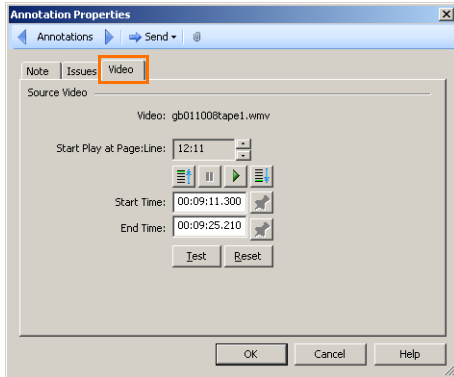 Annotation Properties
Annotations Send
Note Issues Video
Source Video
Video: gb011008tape1.wmv
Start Play at Page:Line: 12:11
Start Time: 00:09:11.300
End Time: 00:09:25.210
Test Reset
OK Cancel Help